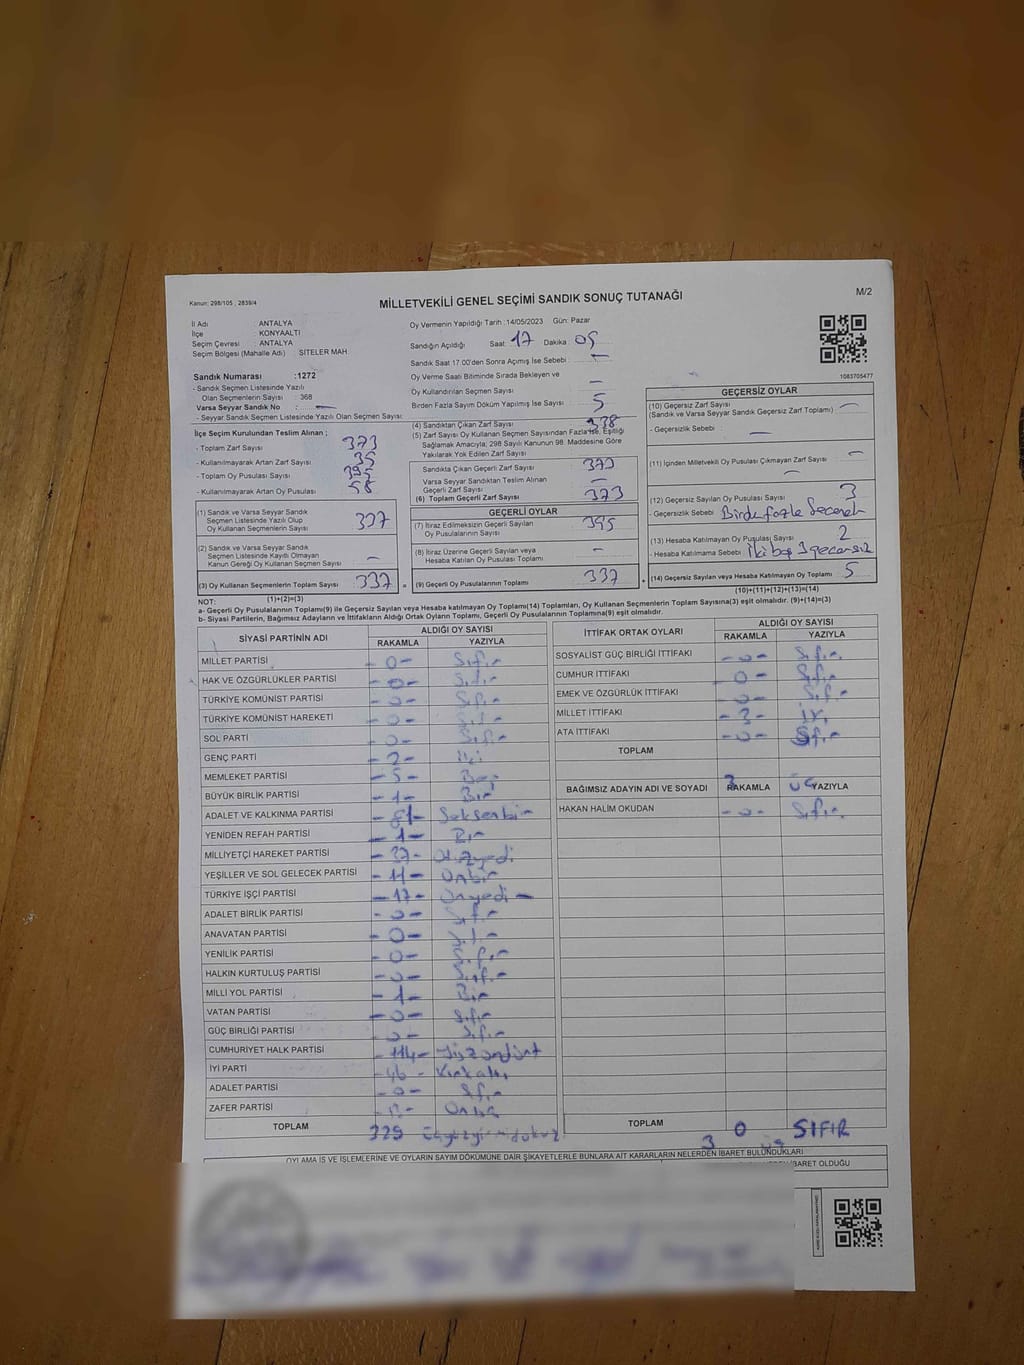 Kanun: 298/105 , 2839/4
MİLLETVEKİLİ GENEL SEÇİMİ SANDIK SONUÇ TUTANAĞI
M/2
İl Adı : ANTALYA
İlçe : KONYAALTI
Seçim Çevresi : ANTALYA
Seçim Bölgesi (Mahalle Adı) SİTELER MAH.
Sandık Numarası :1272
- Sandık Seçmen Listesinde Yazılı
Olan Seçmenlerin Sayısı : 368
Varsa Seyyar Sandık No : —
- Seyyar Sandık Seçmen Listesinde Yazılı Olan Seçmen Sayısı:
Oy Vermenin Yapıldığı Tarih :14/05/2023 Gün: Pazar
Sandığın Açıldığı Saat 17 Dakika : 05
Sandık Saat 17.00'den Sonra Açımış İse Sebebi : —
Oy Verme Saati Bitiminde Sırada Bekleyen ve
Oy Kullandırılan Seçmen Sayısı : —
Birden Fazla Sayım Döküm Yapılmış İse Sayısı : 5
1083705477
İlçe Seçim Kurulundan Teslim Alınan ;
- Toplam Zarf Sayısı : 373
- Kullanılmayarak Artan Zarf Sayısı : 35
- Toplam Oy Pusulası Sayısı : 395
- Kullanılmayarak Artan Oy Pusulası : 58
(1) Sandık ve Varsa Seyyar Sandık
Seçmen Listesinde Yazılı Olup
Oy Kullanan Seçmenlerin Sayısı 337
(2) Sandık ve Varsa Seyyar Sandık
Seçmen Listesinde Kayıtlı Olmayan
Kanun Gereği Oy Kullanan Seçmen Sayısı —
(3) Oy Kullanan Seçmenlerin Toplam Sayısı 337
(1)+(2)=(3)
(4) Sandıktan Çıkan Zarf Sayısı : 338
(5) Zarf Sayısı Oy Kullanan Seçmen Sayısından Fazla İse, Eşitliği
Sağlamak Amacıyla; 298 Sayılı Kanunun 98. Maddesine Göre
Yakılarak Yok Edilen Zarf Sayısı :
Sandıkta Çıkan Geçerli Zarf Sayısı : 373
Varsa Seyyar Sandıktan Teslim Alınan
Geçerli Zarf Sayısı : —
(6) Toplam Geçerli Zarf Sayısı : 373
GEÇERLİ OYLAR
(7) İtiraz Edilmeksizin Geçerli Sayılan
Oy Pusulasının Sayısı : 395
(8) İtiraz Üzerine Geçerli Sayılan veya
Hesaba Katılan Oy Pusulası Toplamı : —
(9) Geçerli Oy Pusulalarının Toplamı : 337
GEÇERSİZ OYLAR
(10) Geçersiz Zarf Sayısı : —
(Sandık ve Varsa Seyyar Sandık Geçersiz Zarf Toplamı)
- Geçersizlik Sebebi : —
(11) İçinden Milletvekili Oy Pusulası Çıkmayan Zarf Sayısı : —
—
(12) Geçersiz Sayılan Oy Pusulası Sayısı : 3
- Geçersizlik Sebebi :
(13) Hesaba Katılmayan Oy Pusulası Sayısı : 2
- Hesaba Katılmama Sebebi :
(14) Geçersiz Sayılan veya Hesaba Katılmayan Oy Toplamı : 5
(10)+(11)+(12)+(13)=(14)
NOT:
a- Geçerli Oy Pusulalarının Toplamı(9) ile Geçersiz Sayılan veya Hesaba katılmayan Oy Toplamı(14) Toplamları, Oy Kullanan Seçmenlerin Toplam Sayısına(3) eşit olmalıdır. (9)+(14)=(3)
b- Siyasi Partilerin, Bağımsız Adayların ve İttifakların Aldığı Ortak Oyların Toplamı, Geçerli Oy Pusulalarının Toplamına(9) eşit olmalıdır.
SİYASİ PARTİNİN ADI ALDIĞI OY SAYISI
RAKAMLA YAZIYLA
MİLLET PARTİSİ -0- Sıfır
HAK VE ÖZGÜRLÜKLER PARTİSİ -0- Sıfır
TÜRKİYE KOMÜNİST PARTİSİ -0- Sıfır
TÜRKİYE KOMÜNİST HAREKETİ -0- Sıfır
SOL PARTİ -0- Sıfır
GENÇ PARTİ -2- iki
MEMLEKET PARTİSİ -5- Beş
BÜYÜK BİRLİK PARTİSİ -1- Bir
ADALET VE KALKINMA PARTİSİ -81- Seksenbir
YENİDEN REFAH PARTİSİ -1- Bir
MİLLİYETÇİ HAREKET PARTİSİ -37- Otuzyedi
YEŞİLLER VE SOL GELECEK PARTİSİ -11- Onbir
TÜRKİYE İŞÇİ PARTİSİ -17- Onyedi
ADALET BİRLİK PARTİSİ -0- Sıfır
ANAVATAN PARTİSİ -0- Sıfır
YENİLİK PARTİSİ -0- Sıfır
HALKIN KURTULUŞ PARTİSİ -0- Sıfır
MİLLİ YOL PARTİSİ -1- Bir
VATAN PARTİSİ -0- Sıfır
GÜÇ BİRLİĞİ PARTİSİ -0- Sıfır
CUMHURİYET HALK PARTİSİ -114- Yüzondört
İYİ PARTİ -46- Kırkaltı
ADALET PARTİSİ -0- Sıfır
ZAFER PARTİSİ
TOPLAM 329
İTTİFAK ORTAK OYLARI ALDIĞI OY SAYISI
RAKAMLA YAZIYLA
SOSYALİST GÜÇ BİRLİĞİ İTTİFAKI -0- Sıfır
CUMHUR İTTİFAKI -0- Sıfır
EMEK VE ÖZGÜRLÜK İTTİFAKI -0- Sıfır
MİLLET İTTİFAKI -3-
ATA İTTİFAKI -0- Sıfır
TOPLAM
3 üç
BAĞIMSIZ ADAYIN ADI VE SOYADI RAKAMLA YAZIYLA
HAKAN HALİM OKUDAN -0- Sıfır
TOPLAM 0 SIFIR
3 üç
OYLAMA İŞ VE İŞLEMLERİNE VE OYLARIN SAYIM DÖKÜMÜNE DAİR ŞİKAYETLERLE BUNLARA AİT KARARLARIN NELERDEN İBARET BULUNDUKLARI
İBARET OLDUĞU